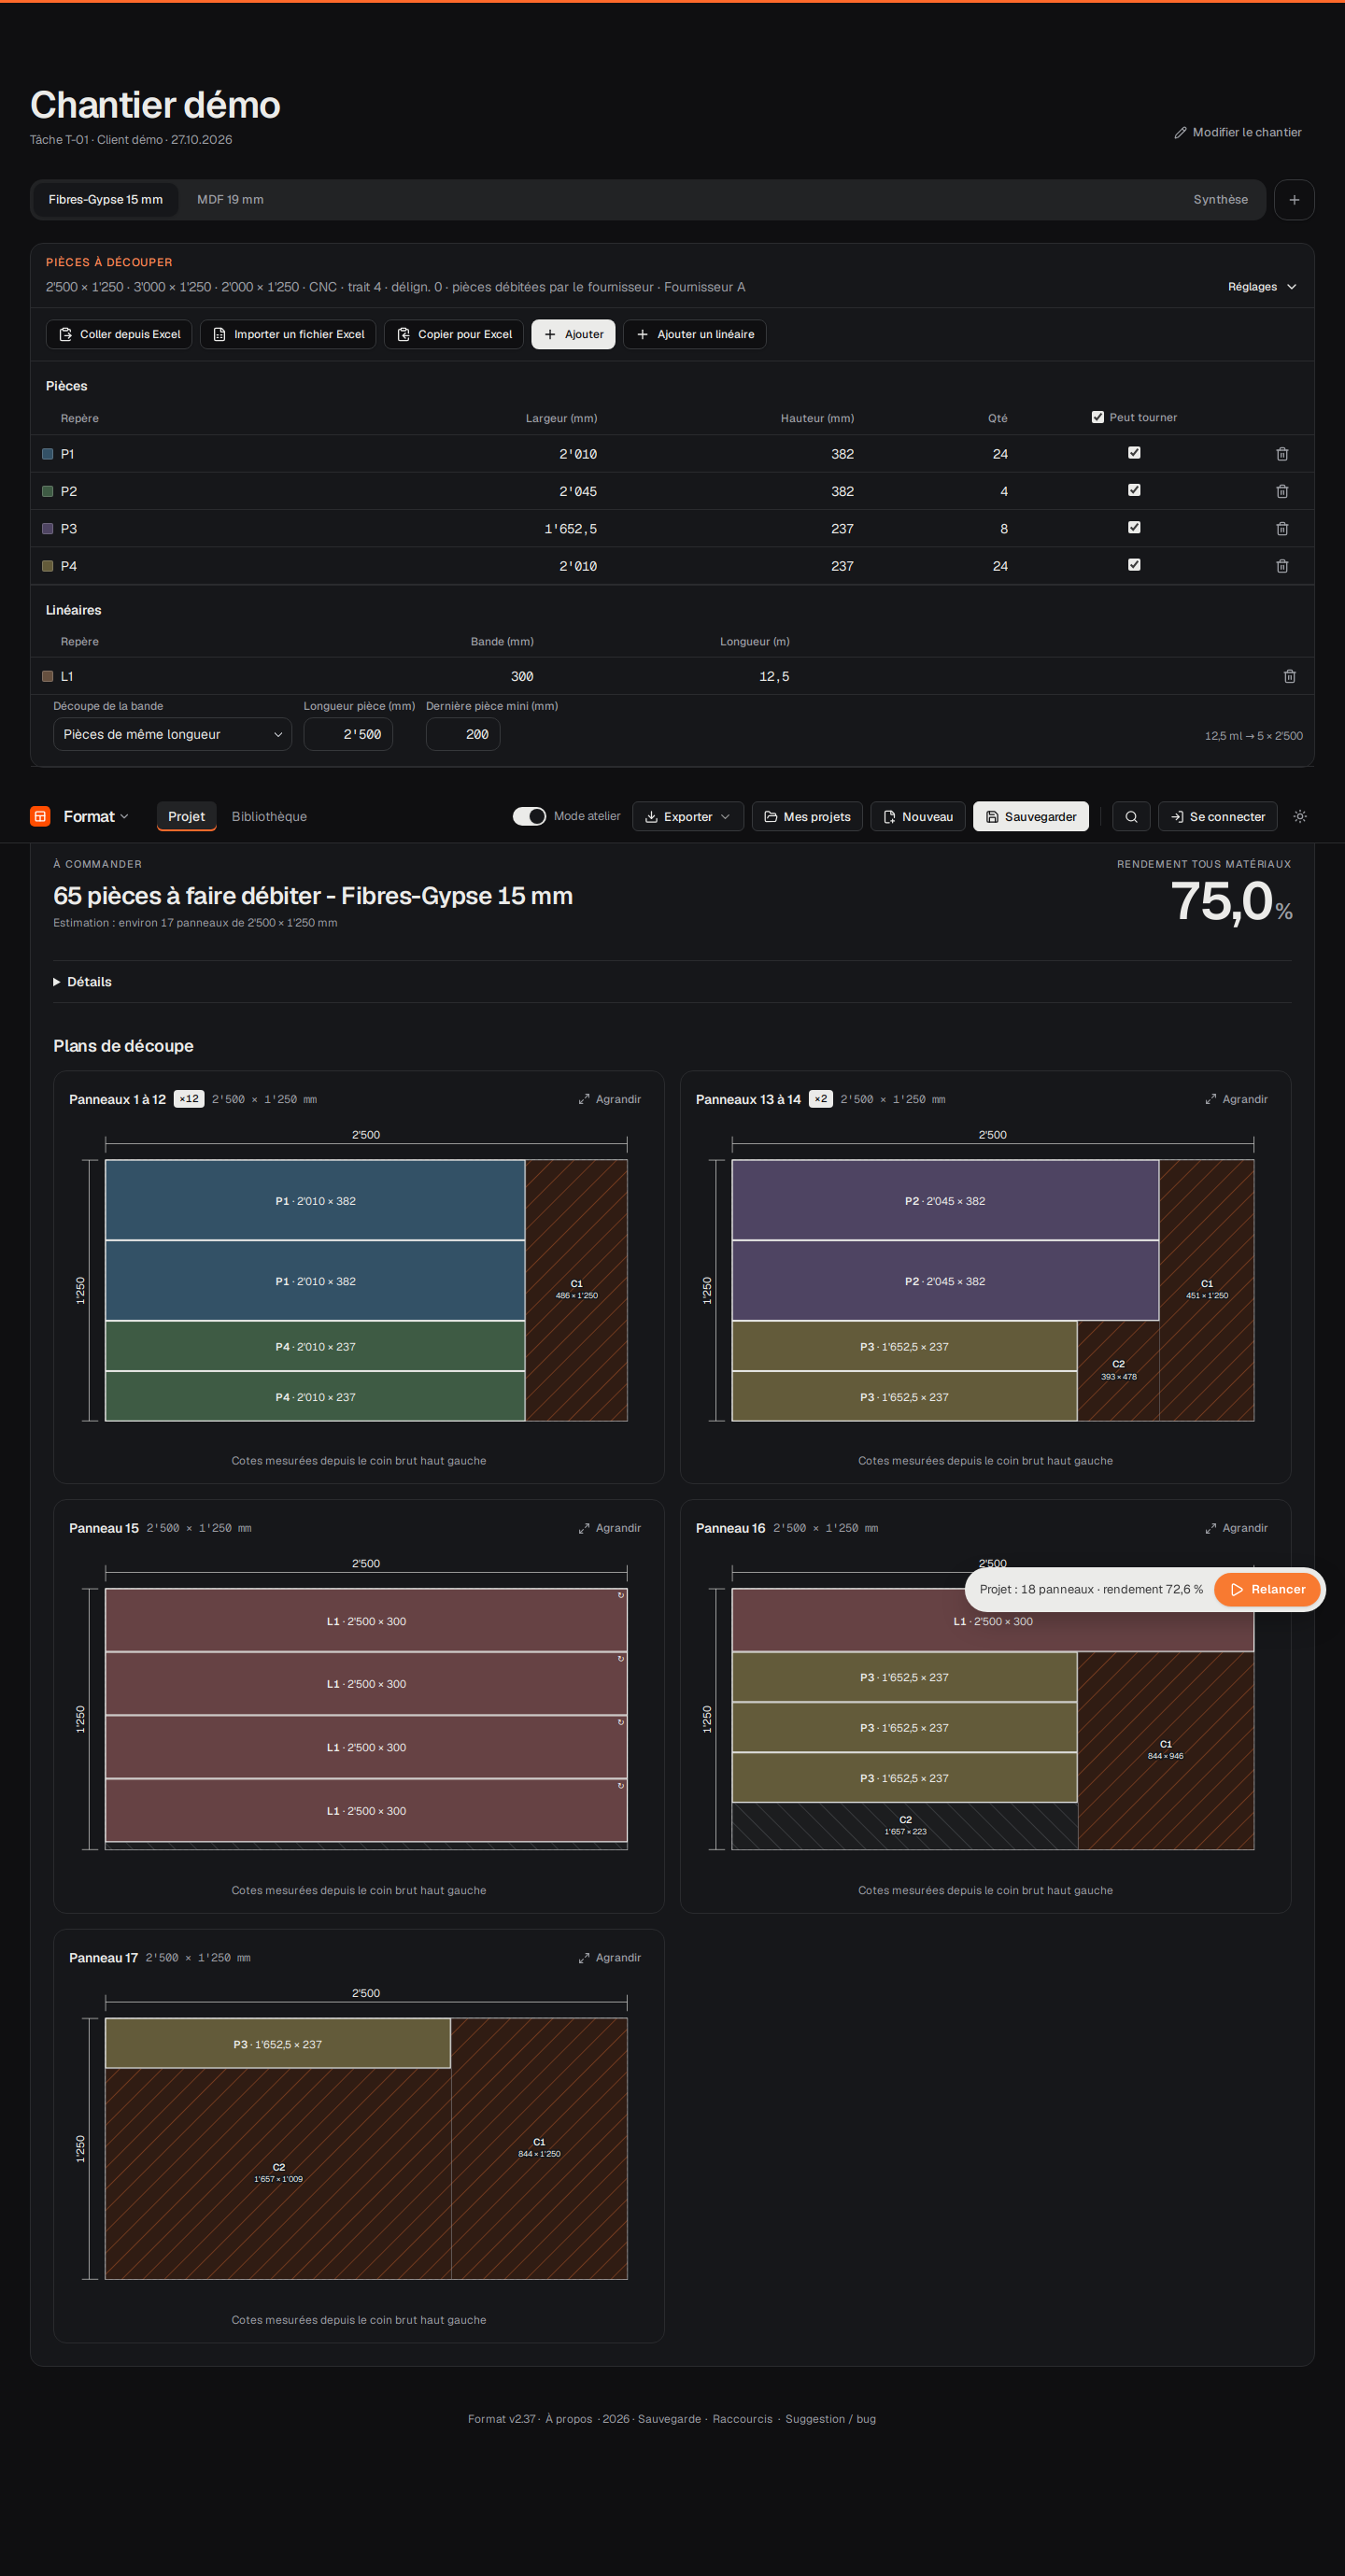 Chantier démo
Tâche T-01 · Client démo · 27.10.2026
Modifier le chantier
Fibres-Gypse 15 mm
MDF 19 mm
Synthèse
PIÈCES À DÉCOUPER
2'500 × 1'250 · 3'000 × 1'250 · 2'000 × 1'250 · CNC · trait 4 · délign. 0 · pièces débitées par le fournisseur · Fournisseur A
Réglages
Coller depuis Excel
Importer un fichier Excel
Copier pour Excel
Ajouter
Ajouter un linéaire
Pièces
Repère Largeur (mm) Hauteur (mm) Qté Peut tourner
P1 2'010 382 24
P2 2'045 382 4
P3 1'652,5 237 8
P4 2'010 237 24
Linéaires
Repère Bande (mm) Longueur (m)
L1 300 12,5
Découpe de la bande Longueur pièce (mm) Dernière pièce mini (mm)
Pièces de même longueur 2'500 200
12,5 ml → 5 × 2'500
Format Projet Bibliothèque Mode atelier Exporter Mes projets Nouveau Sauvegarder Se connecter
À COMMANDER
65 pièces à faire débiter - Fibres-Gypse 15 mm
Estimation : environ 17 panneaux de 2'500 × 1'250 mm
RENDEMENT TOUS MATÉRIAUX
75,0%
Détails
Plans de découpe
Panneaux 1 à 12 ×12 2'500 × 1'250 mm
Agrandir
2'500
1'250
P1 · 2'010 × 382
P1 · 2'010 × 382
P4 · 2'010 × 237
P4 · 2'010 × 237
C1
486 × 1'250
Cotes mesurées depuis le coin brut haut gauche
Panneaux 13 à 14 ×2 2'500 × 1'250 mm
Agrandir
2'500
1'250
P2 · 2'045 × 382
P2 · 2'045 × 382
P3 · 1'652,5 × 237
P3 · 1'652,5 × 237
C2
393 × 478
C1
451 × 1'250
Cotes mesurées depuis le coin brut haut gauche
Panneau 15 2'500 × 1'250 mm
Agrandir
2'500
1'250
L1 · 2'500 × 300
L1 · 2'500 × 300
L1 · 2'500 × 300
L1 · 2'500 × 300
Cotes mesurées depuis le coin brut haut gauche
Panneau 16 2'500 × 1'250 mm
Agrandir
2'500
1'250
Projet : 18 panneaux · rendement 72,6 %
Relancer
L1 · 2'500 × 300
P3 · 1'652,5 × 237
P3 · 1'652,5 × 237
P3 · 1'652,5 × 237
C2
1'657 × 223
C1
844 × 946
Cotes mesurées depuis le coin brut haut gauche
Panneau 17 2'500 × 1'250 mm
Agrandir
2'500
1'250
P3 · 1'652,5 × 237
C2
1'657 × 1'009
C1
844 × 1'250
Cotes mesurées depuis le coin brut haut gauche
Format v2.37 · À propos · 2026 · Sauvegarde · Raccourcis · Suggestion / bug